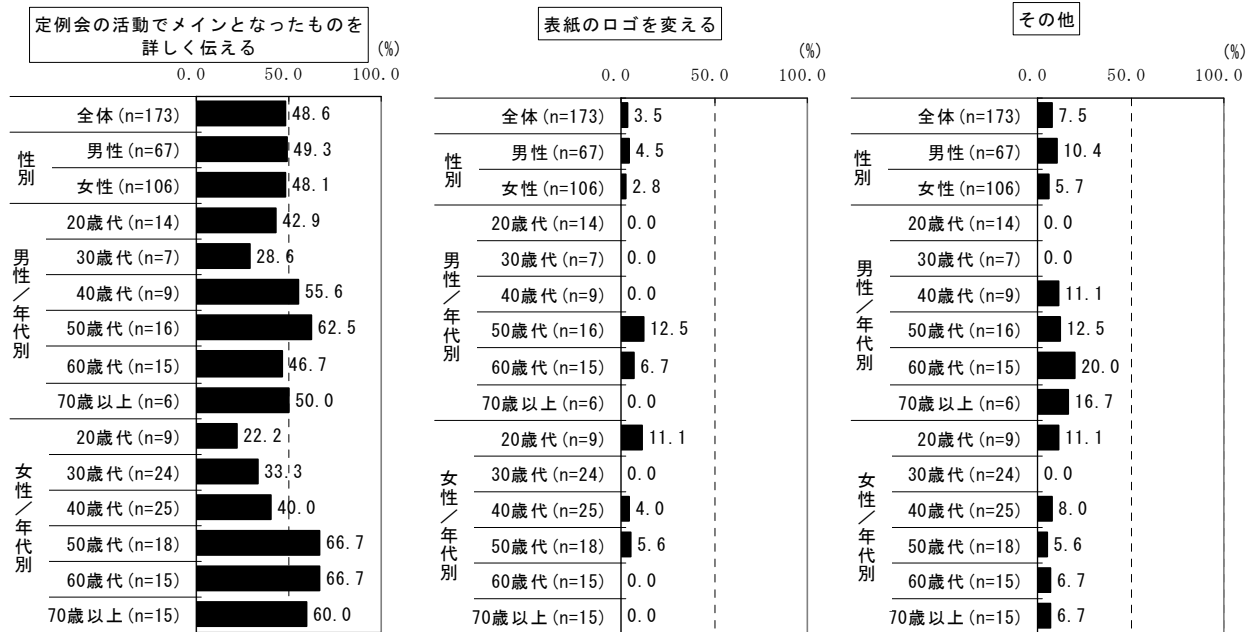 定例会の活動でメインとなったものを
詳しく伝える
(%)
0.0 50.0 100.0
全体(n=173) 48.6
性別
男性(n=67) 49.3
女性(n=106) 48.1
男性／年代別
20歳代(n=14) 42.9
30歳代(n=7) 28.6
40歳代(n=9) 55.6
50歳代(n=16) 62.5
60歳代(n=15) 46.7
70歳以上(n=6) 50.0
女性／年代別
20歳代(n=9) 22.2
30歳代(n=24) 33.3
40歳代(n=25) 40.0
50歳代(n=18) 66.7
60歳代(n=15) 66.7
70歳以上(n=15) 60.0
表紙のロゴを変える
(%)
0.0 50.0 100.0
全体(n=173) 3.5
性別
男性(n=67) 4.5
女性(n=106) 2.8
男性／年代別
20歳代(n=14) 0.0
30歳代(n=7) 0.0
40歳代(n=9) 0.0
50歳代(n=16) 12.5
60歳代(n=15) 6.7
70歳以上(n=6) 0.0
女性／年代別
20歳代(n=9) 11.1
30歳代(n=24) 0.0
40歳代(n=25) 4.0
50歳代(n=18) 5.6
60歳代(n=15) 0.0
70歳以上(n=15) 0.0
その他
(%)
0.0 50.0 100.0
全体(n=173) 7.5
性別
男性(n=67) 10.4
女性(n=106) 5.7
男性／年代別
20歳代(n=14) 0.0
30歳代(n=7) 0.0
40歳代(n=9) 11.1
50歳代(n=16) 12.5
60歳代(n=15) 20.0
70歳以上(n=6) 16.7
女性／年代別
20歳代(n=9) 11.1
30歳代(n=24) 0.0
40歳代(n=25) 8.0
50歳代(n=18) 5.6
60歳代(n=15) 6.7
70歳以上(n=15) 6.7